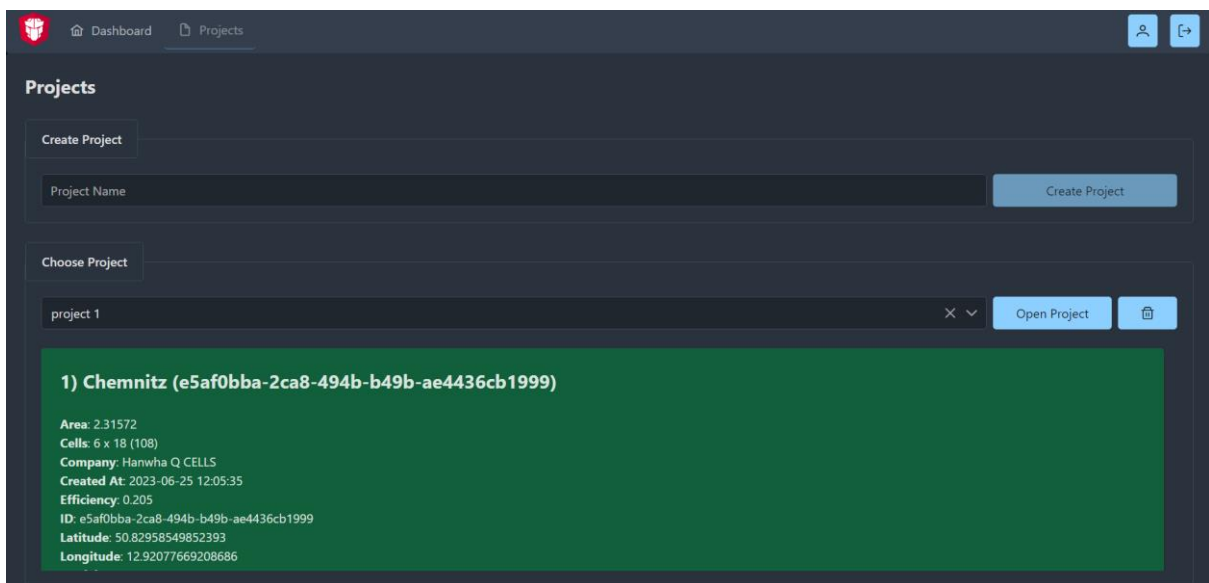 Dashboard Projects
Projects
Create Project
Project Name Create Project
Choose Project
project 1 Open Project
1) Chemnitz (e5af0bba-2ca8-494b-b49b-ae4436cb1999)
Area: 2.31572
Cells: 6 x 18 (108)
Company: Hanwha Q CELLS
Created At: 2023-06-25 12:05:35
Efficiency: 0.205
ID: e5af0bba-2ca8-494b-b49b-ae4436cb1999
Latitude: 50.82958549852393
Longitude: 12.92077669208686